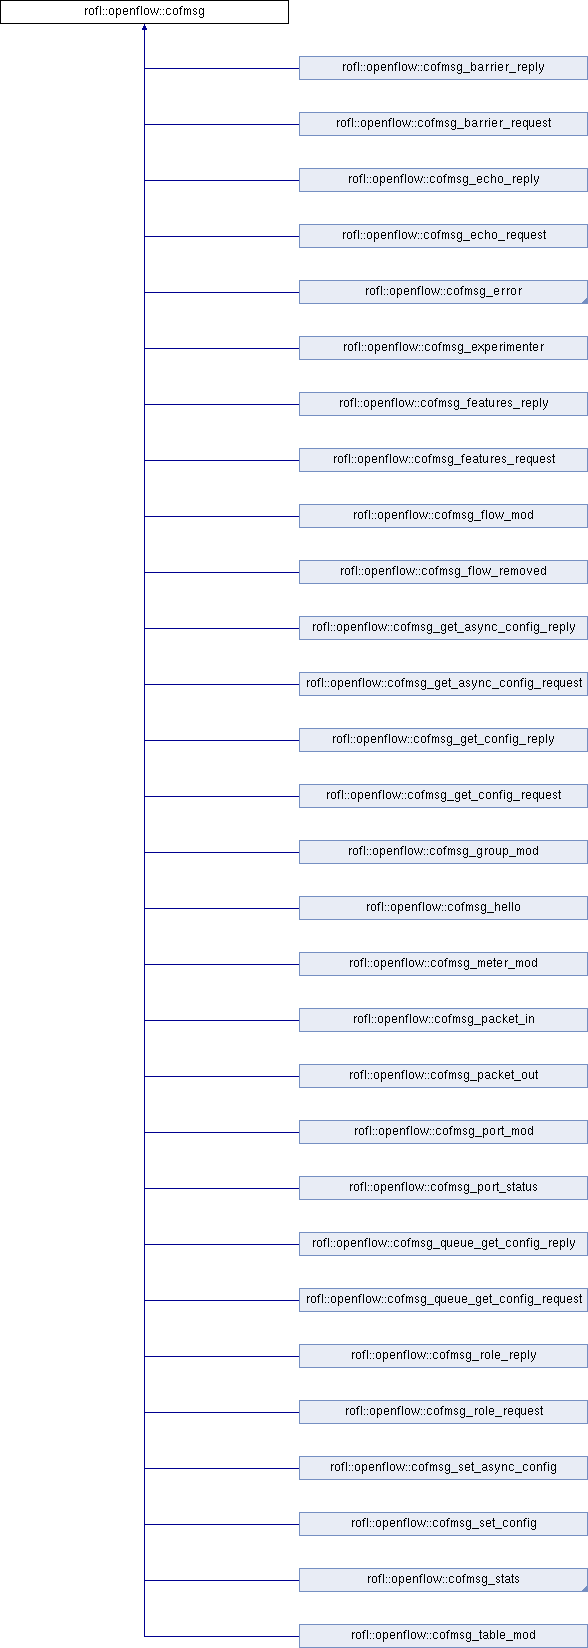 rofl::openflow::cofmsg
rofl::openflow::cofmsg_barrier_reply
rofl::openflow::cofmsg_barrier_request
rofl::openflow::cofmsg_echo_reply
rofl::openflow::cofmsg_echo_request
rofl::openflow::cofmsg_error
rofl::openflow::cofmsg_experimenter
rofl::openflow::cofmsg_features_reply
rofl::openflow::cofmsg_features_request
rofl::openflow::cofmsg_flow_mod
rofl::openflow::cofmsg_flow_removed
rofl::openflow::cofmsg_get_async_config_reply
rofl::openflow::cofmsg_get_async_config_request
rofl::openflow::cofmsg_get_config_reply
rofl::openflow::cofmsg_get_config_request
rofl::openflow::cofmsg_group_mod
rofl::openflow::cofmsg_hello
rofl::openflow::cofmsg_meter_mod
rofl::openflow::cofmsg_packet_in
rofl::openflow::cofmsg_packet_out
rofl::openflow::cofmsg_port_mod
rofl::openflow::cofmsg_port_status
rofl::openflow::cofmsg_queue_get_config_reply
rofl::openflow::cofmsg_queue_get_config_request
rofl::openflow::cofmsg_role_reply
rofl::openflow::cofmsg_role_request
rofl::openflow::cofmsg_set_async_config
rofl::openflow::cofmsg_set_config
rofl::openflow::cofmsg_stats
rofl::openflow::cofmsg_table_mod